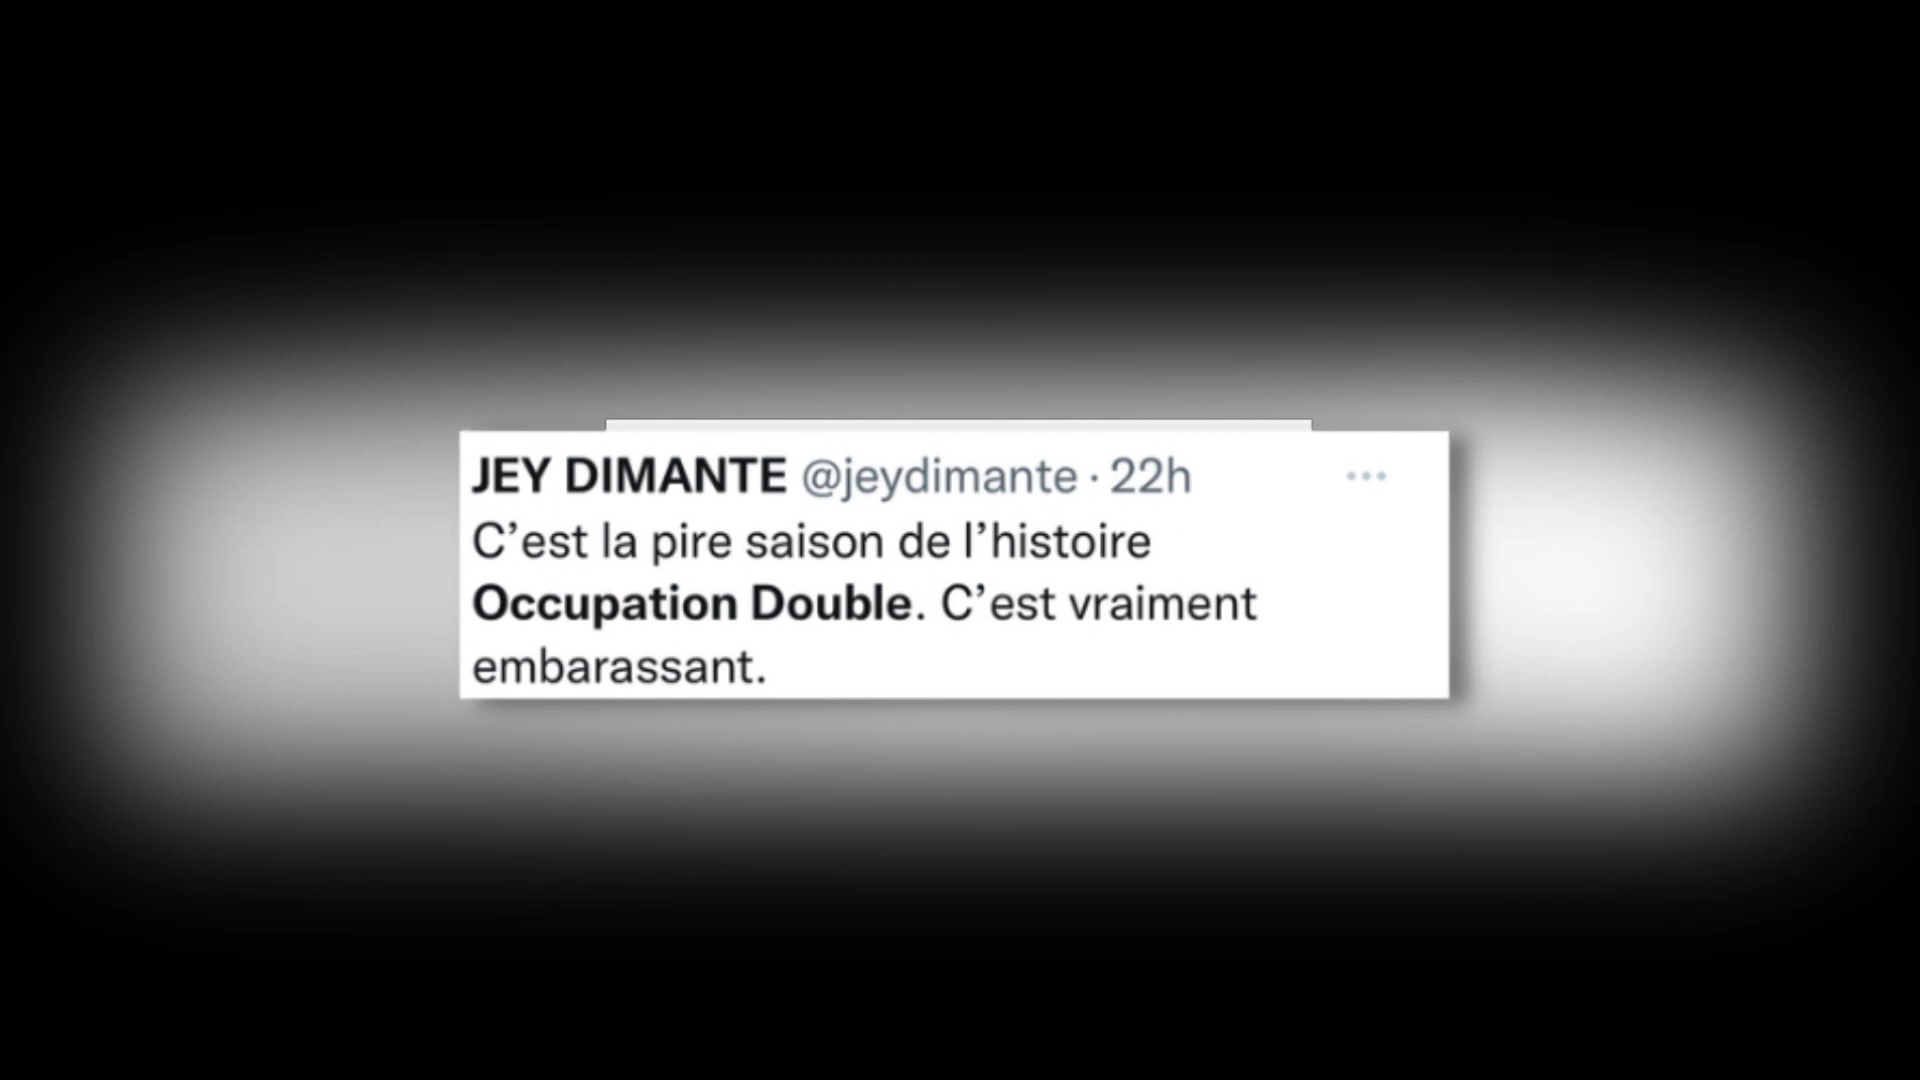 JEY DIMANTE @jeydimante · 22h
C’est la pire saison de l’histoire
Occupation Double. C’est vraiment
embarassant.